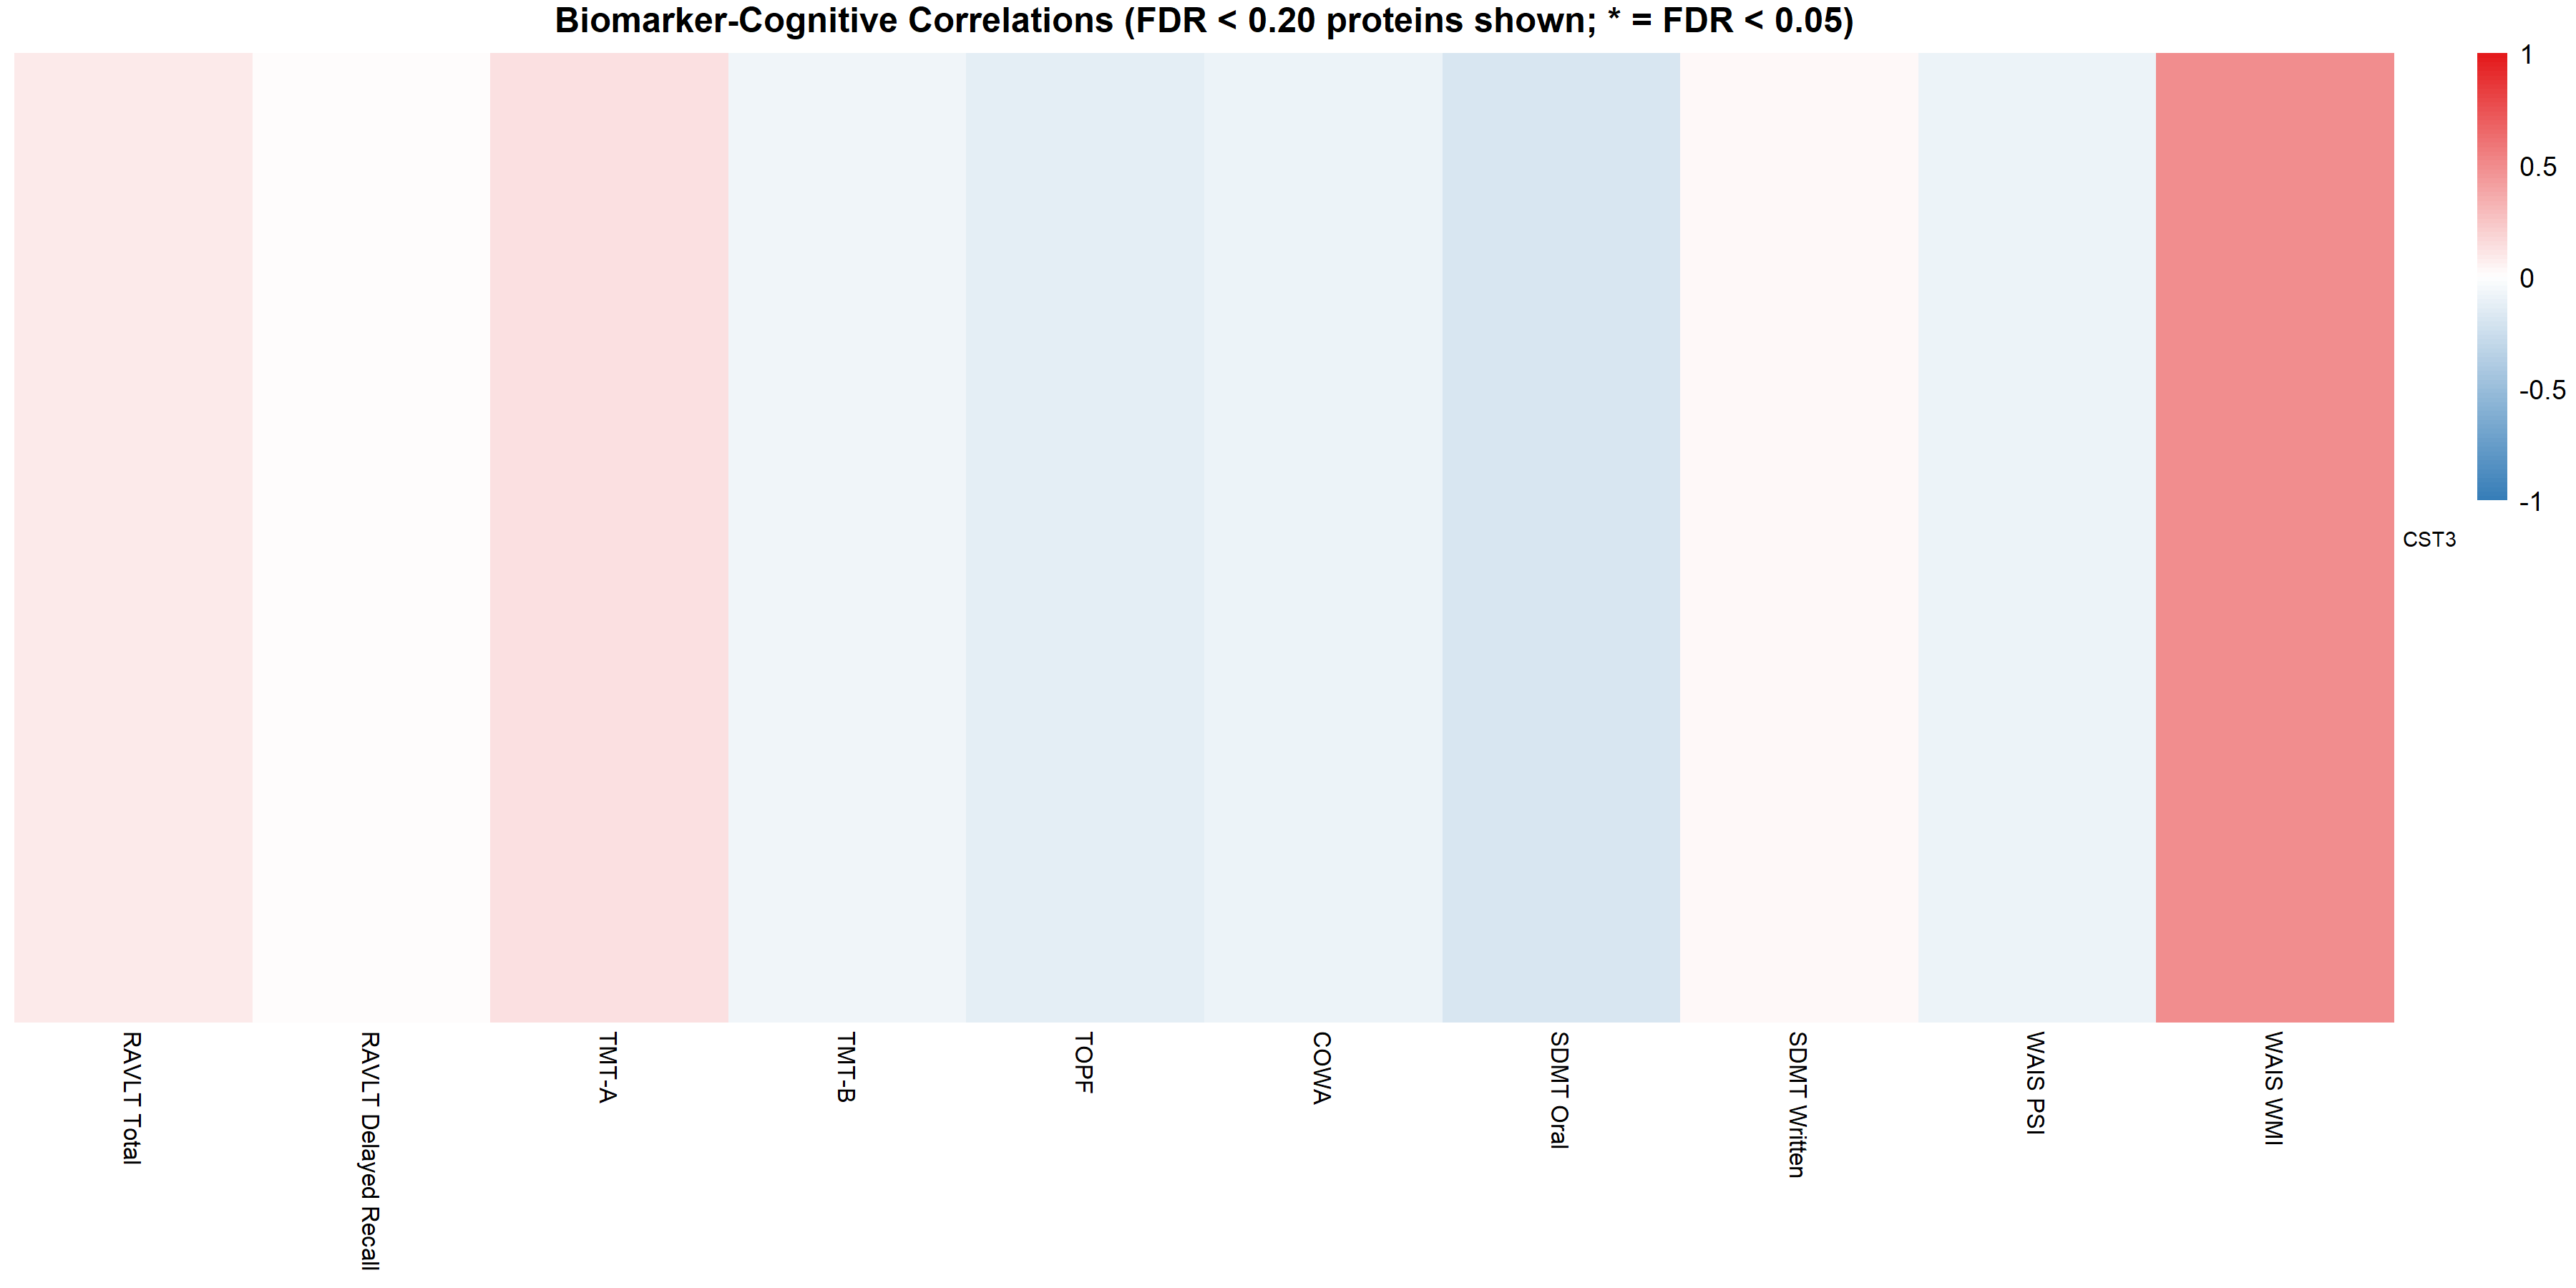 Biomarker-Cognitive Correlations (FDR < 0.20 proteins shown; * = FDR < 0.05)
1
0.5
0
-0.5
-1
CST3
RAVLT Total
RAVLT Delayed Recall
TMT-A
TMT-B
TOPF
COWA
SDMT Oral
SDMT Written
WAIS PSI
WAIS WMI